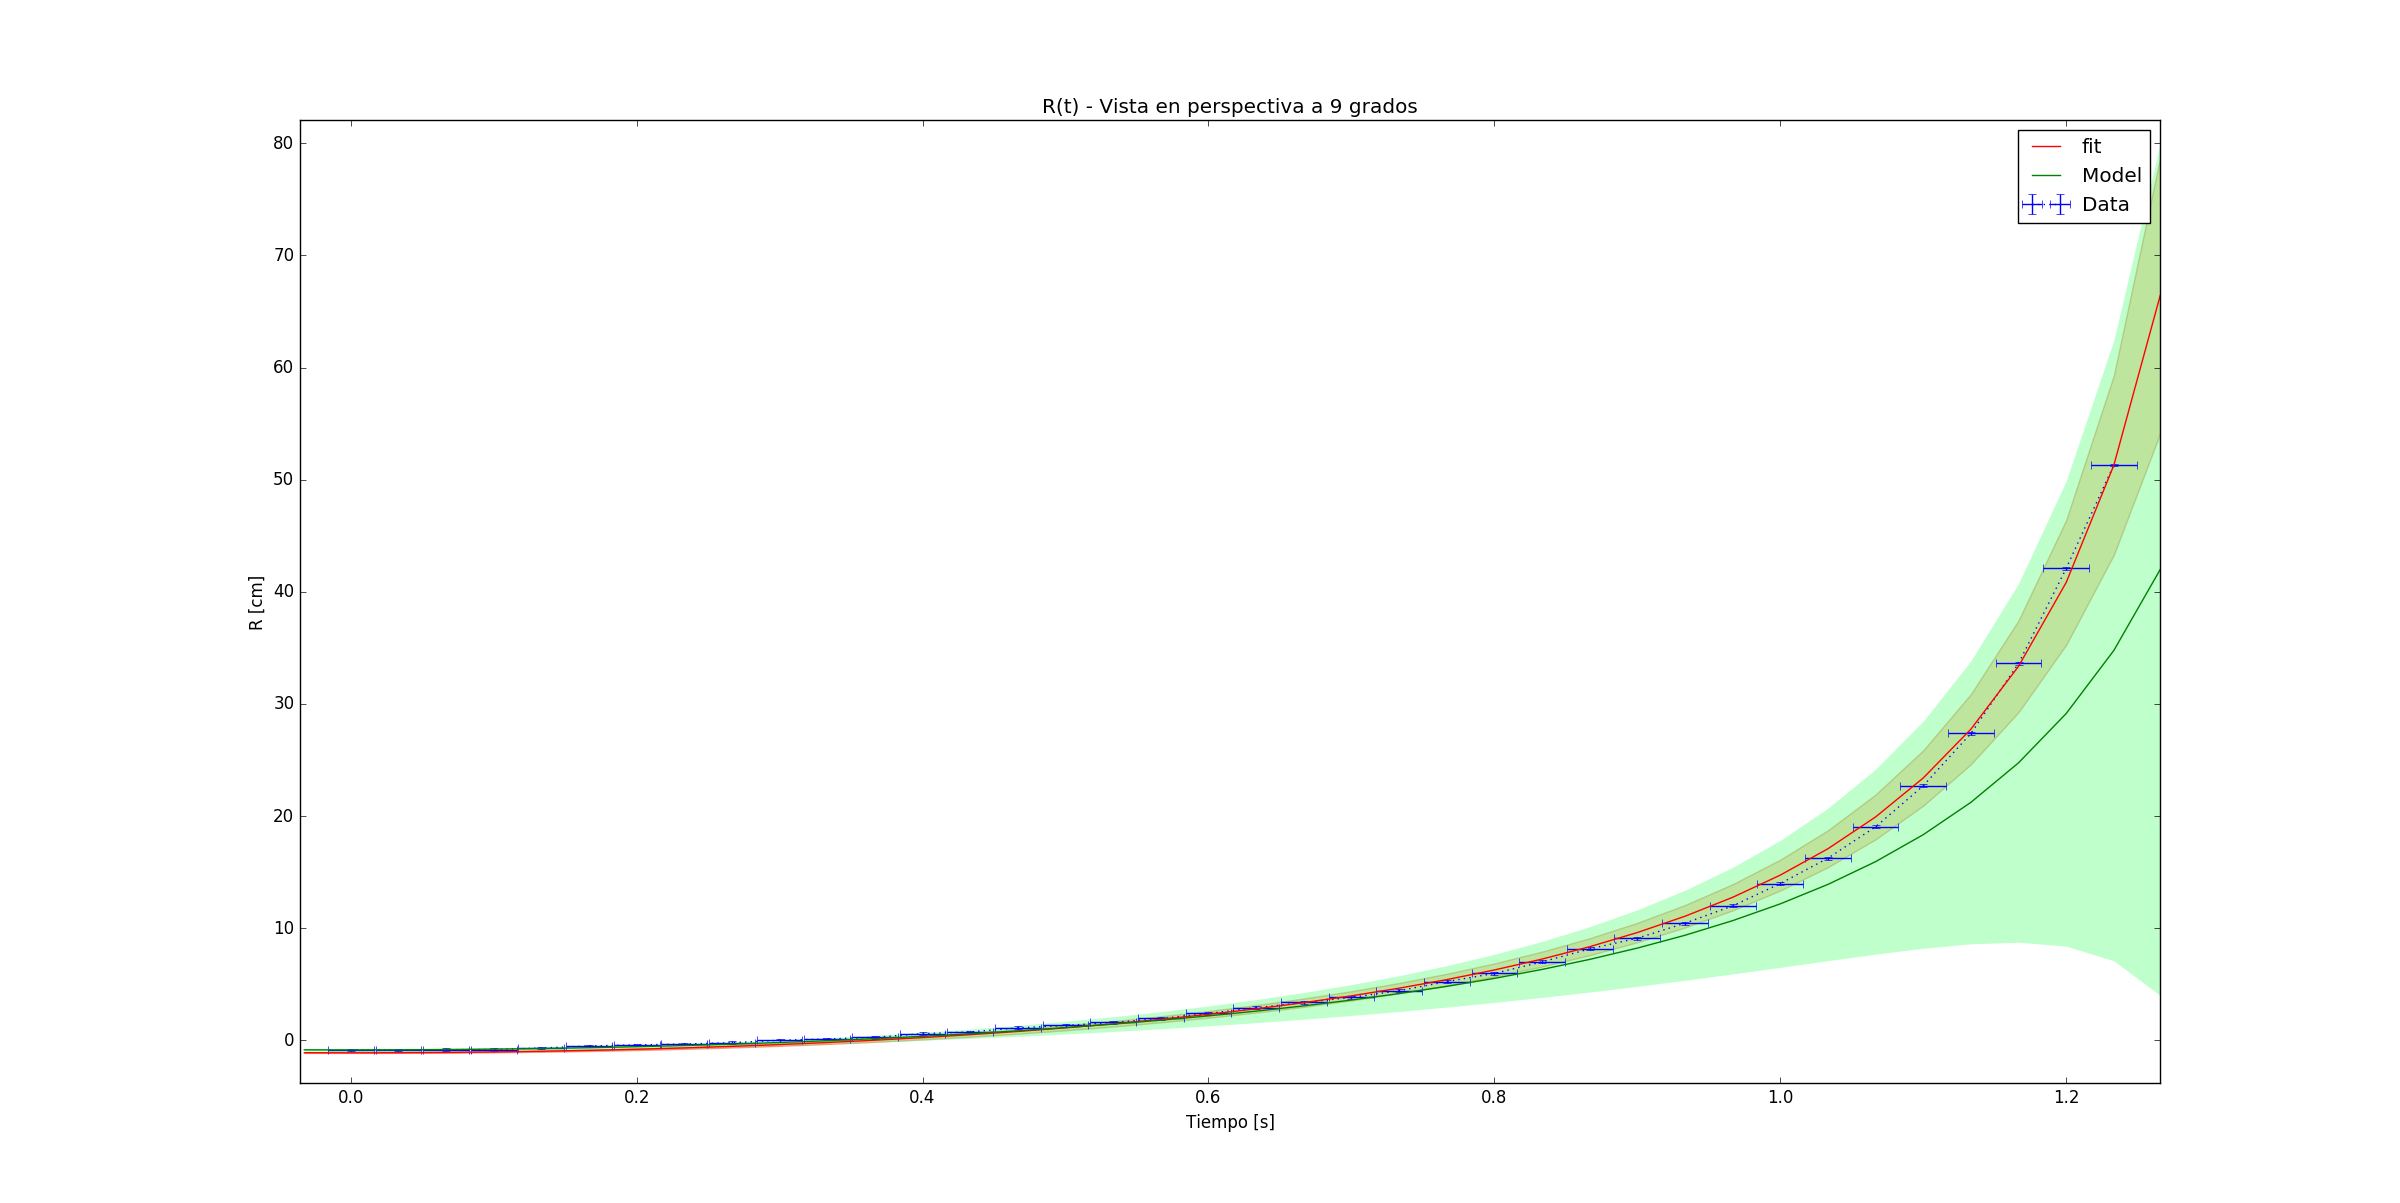 R(t) - Vista en perspectiva a 9 grados
fit
Model
Data
80
70
60
50
40
30
20
10
0
R [cm]
0.0 0.2 0.4 0.6 0.8 1.0 1.2
Tiempo [s]